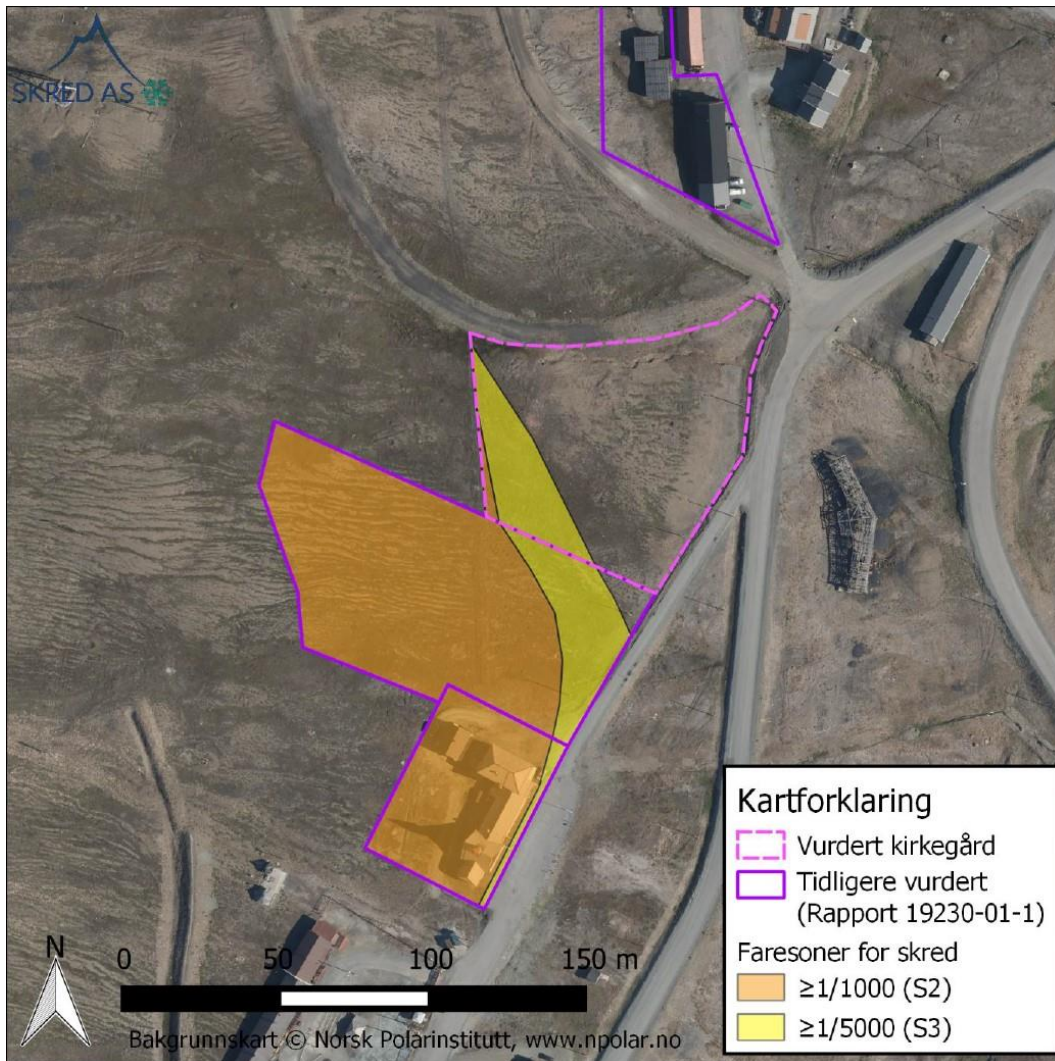 SKRED AS
Kartforklaring
Vurdert kirkegård
Tidligere vurdert
(Rapport 19230-01-1)
Faresoner for skred
≥1/1000 (S2)
≥1/5000 (S3)
N
0 50 100 150 m
Bakgrunnskart © Norsk Polarinstitutt, www.npolar.no